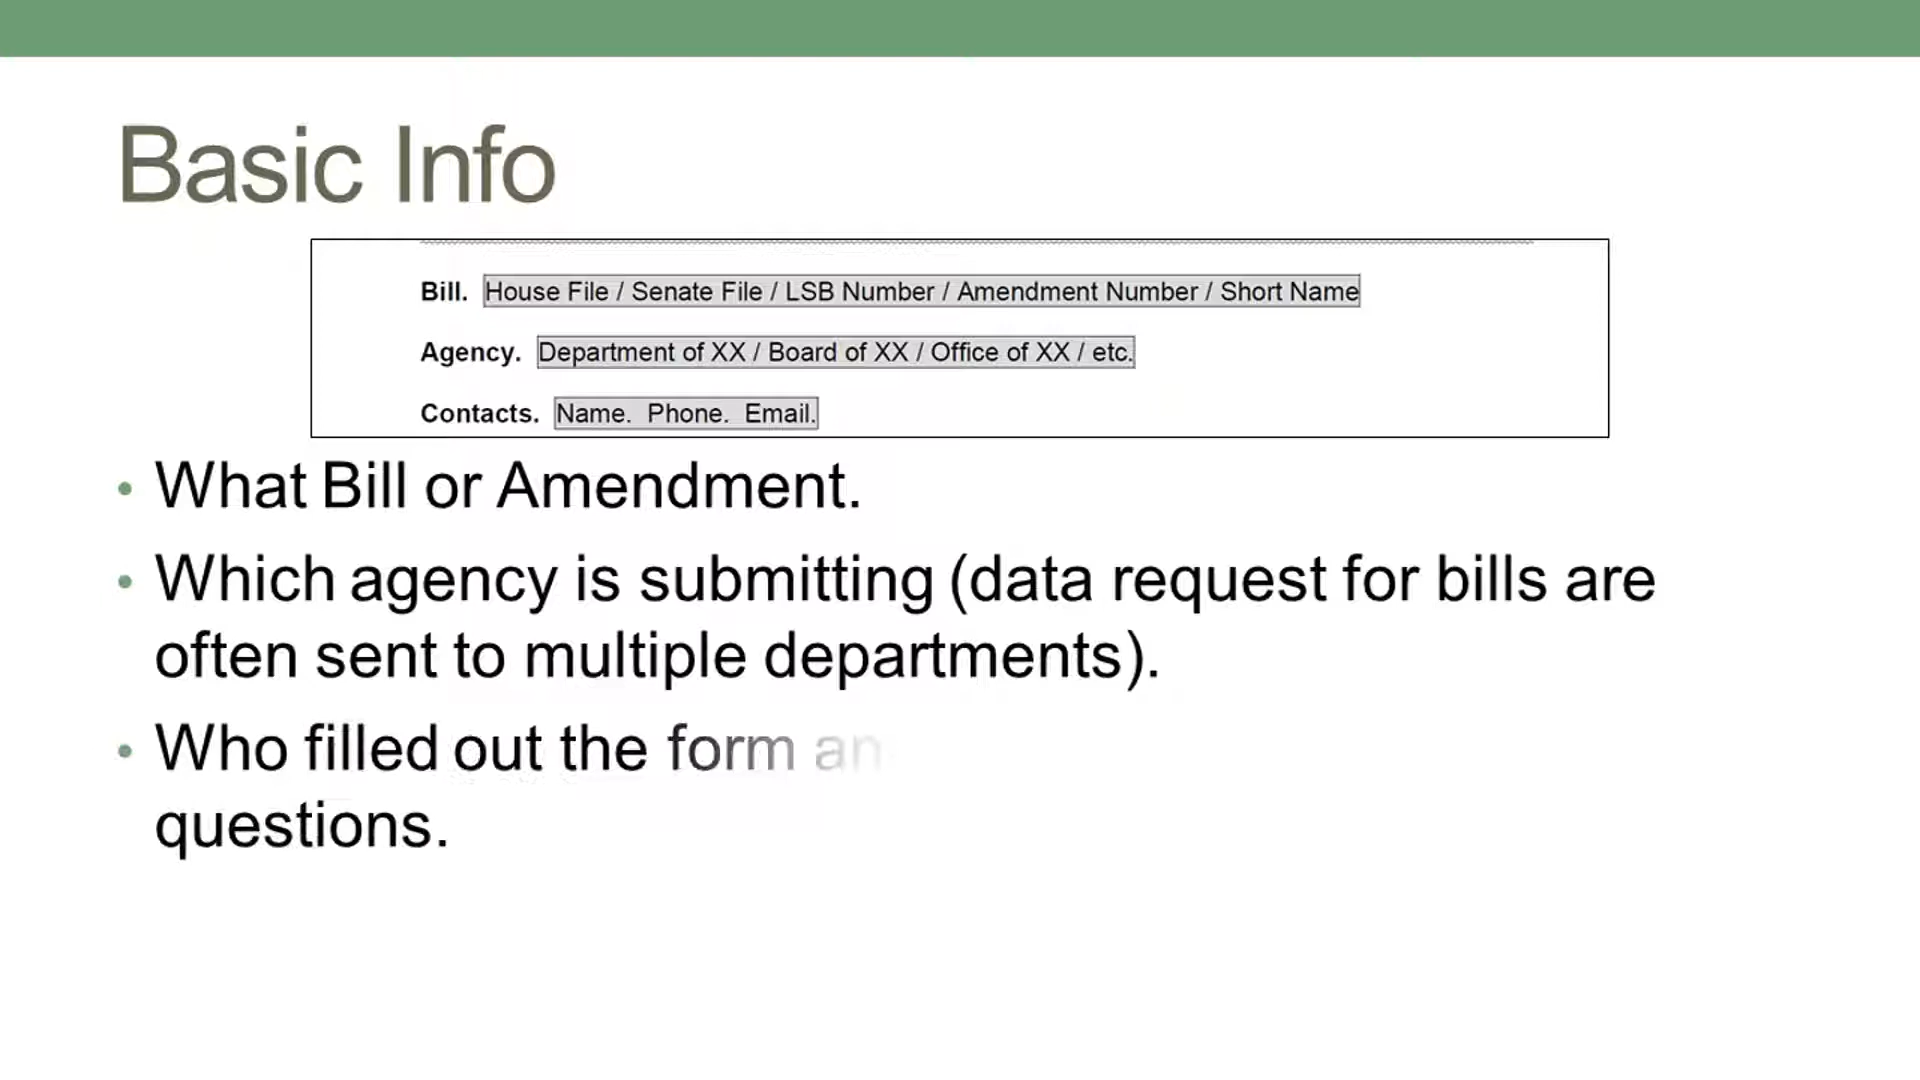 Basic Info
Bill. House File / Senate File / LSB Number / Amendment Number / Short Name
Agency. Department of XX / Board of XX / Office of XX / etc.
Contacts. Name. Phone. Email.
• What Bill or Amendment.
• Which agency is submitting (data request for bills are
often sent to multiple departments).
• Who filled out the form an
questions.